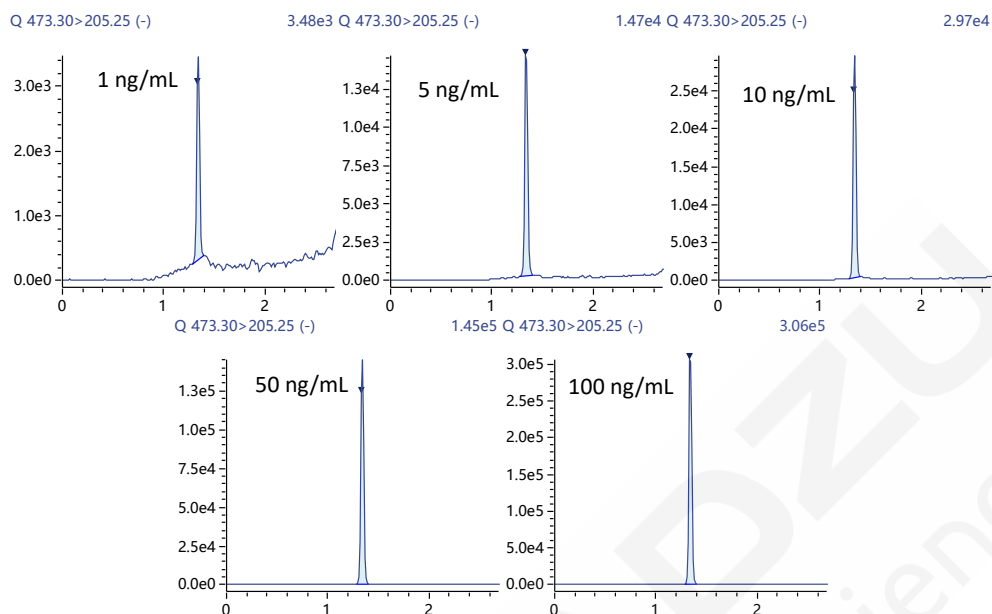 Q 473.30>205.25 (-) 3.48e3 Q 473.30>205.25 (-) 1.47e4 Q 473.30>205.25 (-) 2.97e4
1 ng/mL
3.0e3
2.0e3
1.0e3
0.0e0
0 1 2
5 ng/mL
1.3e4
1.0e4
7.5e3
5.0e3
2.5e3
0.0e0
0 1 2
10 ng/mL
2.5e4
2.0e4
1.5e4
1.0e4
5.0e3
0.0e0
0 1 2
Q 473.30>205.25 (-) 1.45e5 Q 473.30>205.25 (-) 3.06e5
50 ng/mL
1.3e5
1.0e5
7.5e4
5.0e4
2.5e4
0.0e0
0 1 2
100 ng/mL
3.0e5
2.5e5
2.0e5
1.5e5
1.0e5
5.0e4
0.0e0
0 1 2